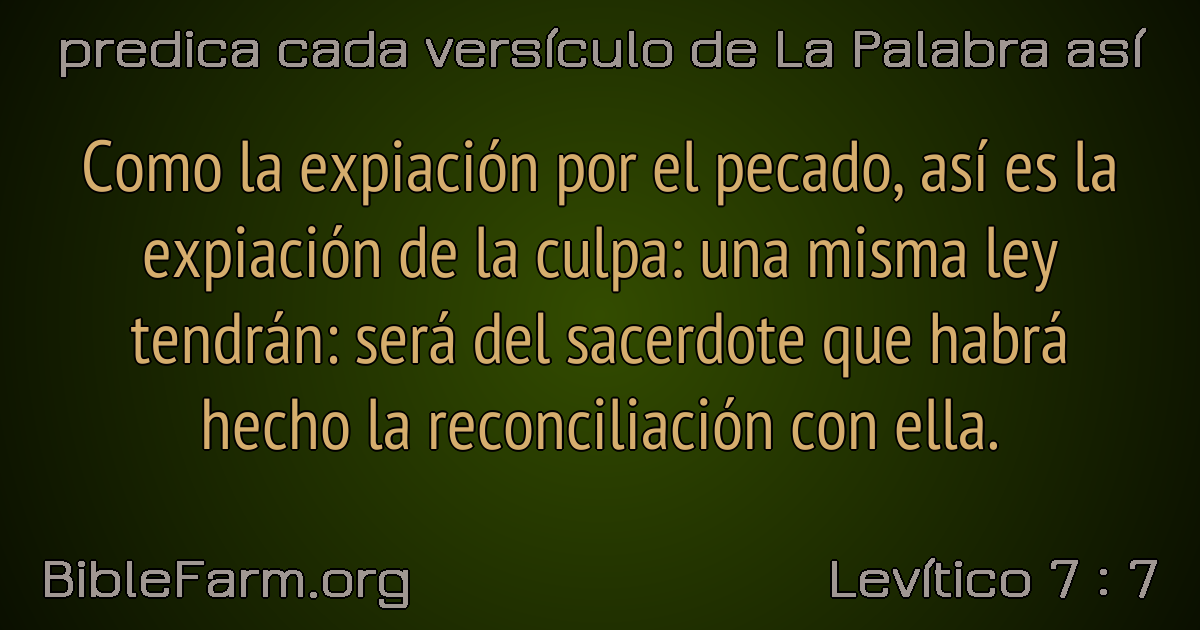 predica cada versículo de La Palabra así
Como la expiación por el pecado, así es la
expiación de la culpa: una misma ley
tendrán: será del sacerdote que habrá
hecho la reconciliación con ella.
BibleFarm.org
Levítico 7 : 7